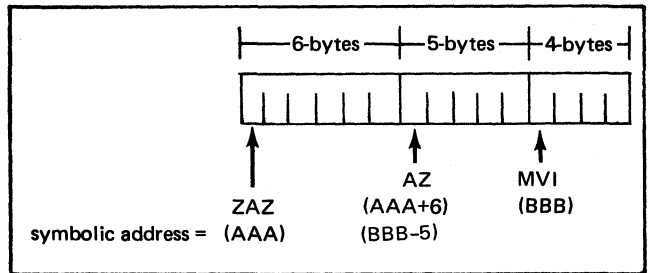 6-bytes 5-bytes 4-bytes
ZAZ AZ MVI
(AAA+6) (BBB)
symbolic address = (AAA) (BBB-5)